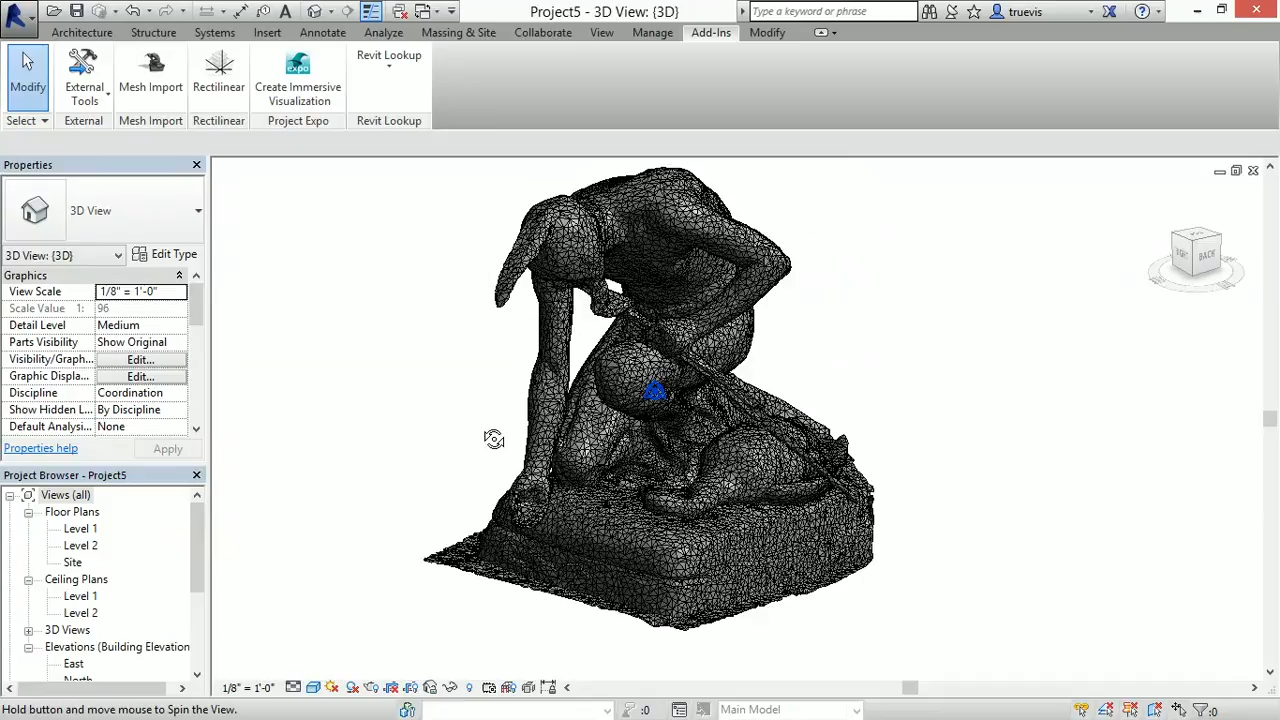 Project5 - 3D View: {3D}
Type a keyword or phrase
truevis
Architecture Structure Systems Insert Annotate Analyze Massing & Site Collaborate View Manage Add-Ins Modify
Modify
External Tools
Mesh Import
Rectilinear
Create Immersive Visualization
Revit Lookup
Select External Mesh Import Rectilinear Project Expo Revit Lookup
Properties
3D View
3D View: {3D} Edit Type
Graphics
View Scale 1/8" = 1'-0"
Scale Value 1: 96
Detail Level Medium
Parts Visibility Show Original
Visibility/Graph... Edit...
Graphic Displa... Edit...
Discipline Coordination
Show Hidden L... By Discipline
Default Analysi... None
Properties help Apply
Project Browser - Project5
Views (all)
Floor Plans
Level 1
Level 2
Site
Ceiling Plans
Level 1
Level 2
3D Views
Elevations (Building Elevation
East
BACK
1/8" = 1'-0"
Hold button and move mouse to Spin the View.
:0
Main Model
:0